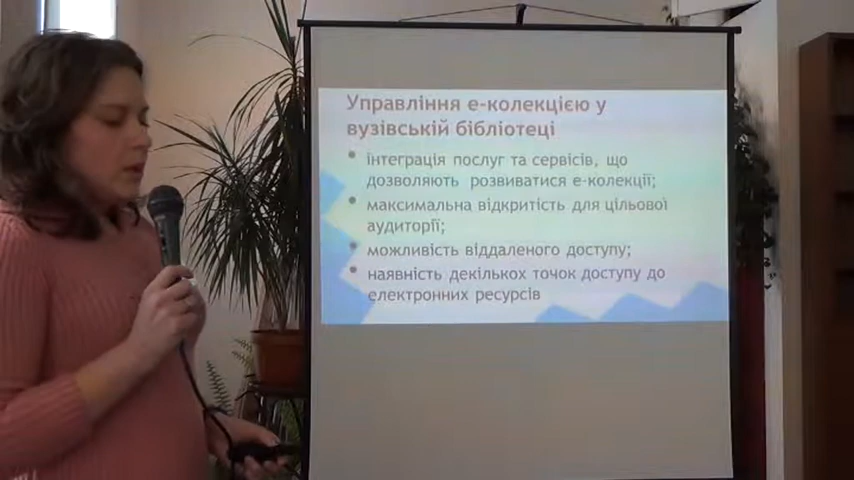 Управління е-колекцією у
вузівській бібліотеці
• інтеграція послуг та сервісів, що
дозволяють розвиватися е-колекції;
• максимальна відкритість для цільової
аудиторії;
• можливість віддаленого доступу;
• наявність декількох точок доступу до
електронних ресурсів